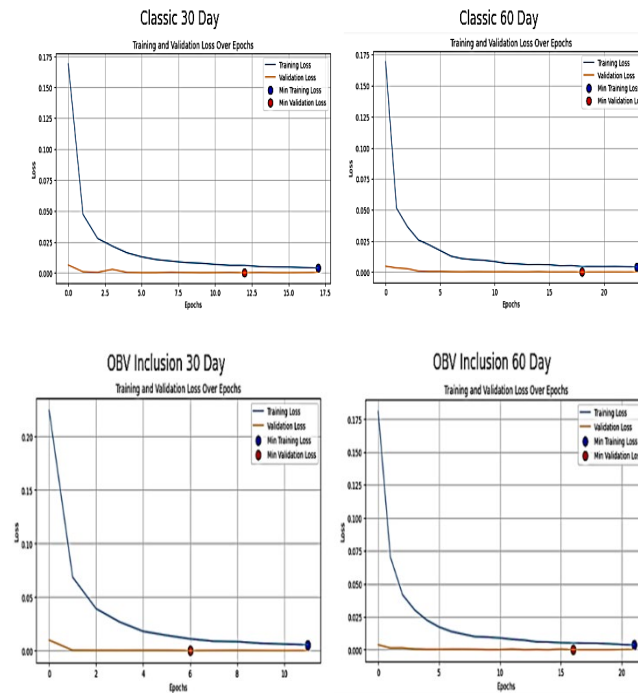 Classic 30 Day
Training and Validation Loss Over Epochs
Training Loss
Validation Loss
Min Training Loss
Min Validation Loss
Loss
0.175
0.150
0.125
0.100
0.075
0.050
0.025
0.000
0.0 2.5 5.0 7.5 10.0 12.5 15.0 17.5
Epochs
Classic 60 Day
Training and Validation Loss Over Epochs
Training Loss
Validation Loss
Min Training Loss
Min Validation Loss
Loss
0.175
0.150
0.125
0.100
0.075
0.050
0.025
0.000
0 5 10 15 20
Epochs
OBV Inclusion 30 Day
Training and Validation Loss Over Epochs
Training Loss
Validation Loss
Min Training Loss
Min Validation Loss
Loss
0.20
0.15
0.10
0.05
0.00
0 2 4 6 8 10
Epochs
OBV Inclusion 60 Day
Training and Validation Loss Over Epochs
Training Loss
Validation Loss
Min Training Loss
Min Validation Loss
Loss
0.175
0.150
0.125
0.100
0.075
0.050
0.025
0.000
0 5 10 15 20
Epochs